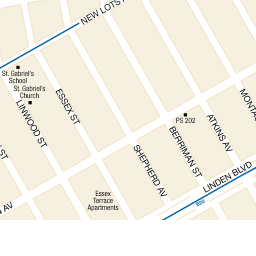 NEW LOTS
St. Gabriel's
School
St. Gabriel's
Church
ESSEX ST
LINWOOD ST
PS 202
ATKINS AV
BERRIMAN ST
SHEPHERD AV
LINDEN BLVD
ST
AV
Essex
Terrace
Apartments